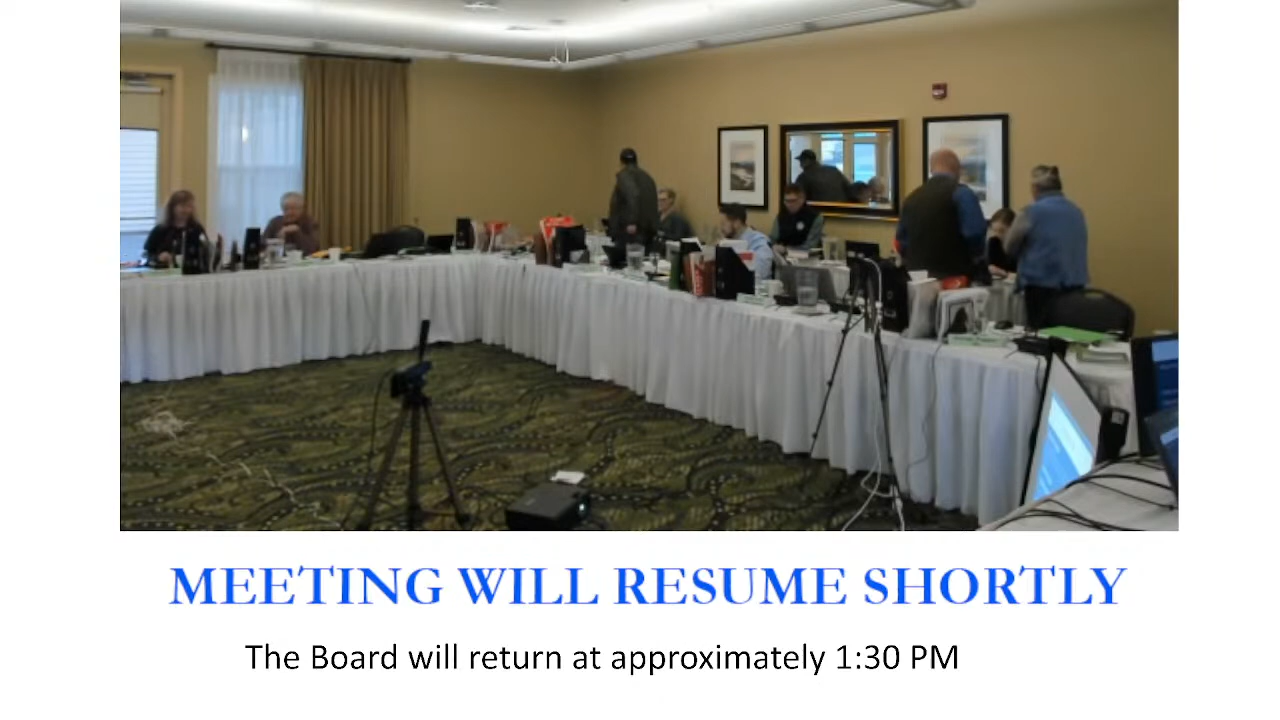 MEETING WILL RESUME SHORTLY
The Board will return at approximately 1:30 PM